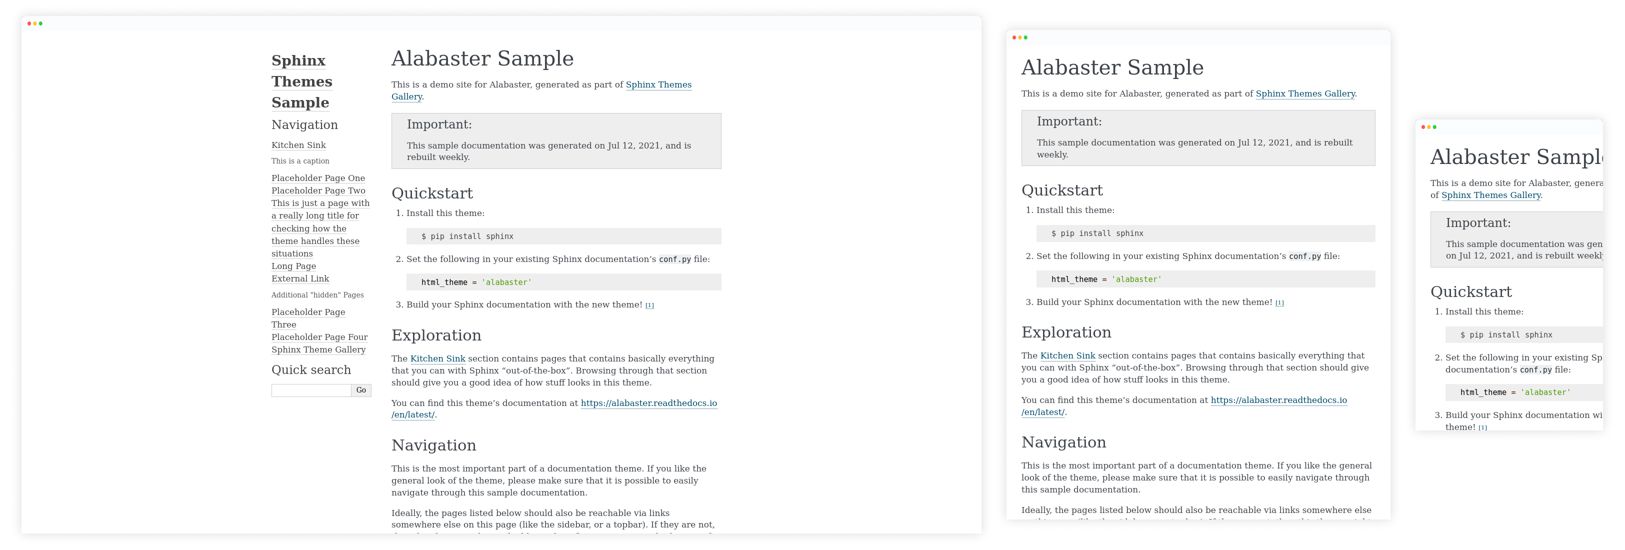 Sphinx
Themes
Sample
Navigation
Kitchen Sink
This is a caption
Placeholder Page One
Placeholder Page Two
This is just a page with
a really long title for
checking how the
theme handles these
situations
Long Page
External Link
Additional "hidden" Pages
Placeholder Page
Three
Placeholder Page Four
Sphinx Theme Gallery
Quick search
Go
Alabaster Sample
This is a demo site for Alabaster, generated as part of Sphinx Themes
Gallery.
Important:
This sample documentation was generated on Jul 12, 2021, and is
rebuilt weekly.
Quickstart
1. Install this theme:
$ pip install sphinx
2. Set the following in your existing Sphinx documentation’s conf.py file:
html_theme = 'alabaster'
3. Build your Sphinx documentation with the new theme! [1]
Exploration
The Kitchen Sink section contains pages that contains basically everything
that you can with Sphinx “out-of-the-box”. Browsing through that section
should give you a good idea of how stuff looks in this theme.
You can find this theme’s documentation at https://alabaster.readthedocs.io
/en/latest/.
Navigation
This is the most important part of a documentation theme. If you like the
general look of the theme, please make sure that it is possible to easily
navigate through this sample documentation.
Ideally, the pages listed below should also be reachable via links
somewhere else on this page (like the sidebar, or a topbar). If they are not,
Alabaster Sample
This is a demo site for Alabaster, generated as part of Sphinx Themes Gallery.
Important:
This sample documentation was generated on Jul 12, 2021, and is rebuilt
weekly.
Quickstart
1. Install this theme:
$ pip install sphinx
2. Set the following in your existing Sphinx documentation’s conf.py file:
html_theme = 'alabaster'
3. Build your Sphinx documentation with the new theme! [1]
Exploration
The Kitchen Sink section contains pages that contains basically everything that
you can with Sphinx “out-of-the-box”. Browsing through that section should give
you a good idea of how stuff looks in this theme.
You can find this theme’s documentation at https://alabaster.readthedocs.io
/en/latest/.
Navigation
This is the most important part of a documentation theme. If you like the general
look of the theme, please make sure that it is possible to easily navigate through
this sample documentation.
Ideally, the pages listed below should also be reachable via links somewhere else
Alabaster Sample
This is a demo site for Alabaster, genera
of Sphinx Themes Gallery.
Important:
This sample documentation was gen
on Jul 12, 2021, and is rebuilt weekl
Quickstart
1. Install this theme:
$ pip install sphinx
2. Set the following in your existing Sp
documentation’s conf.py file:
html_theme = 'alabaster'
3. Build your Sphinx documentation wi
theme! [1]